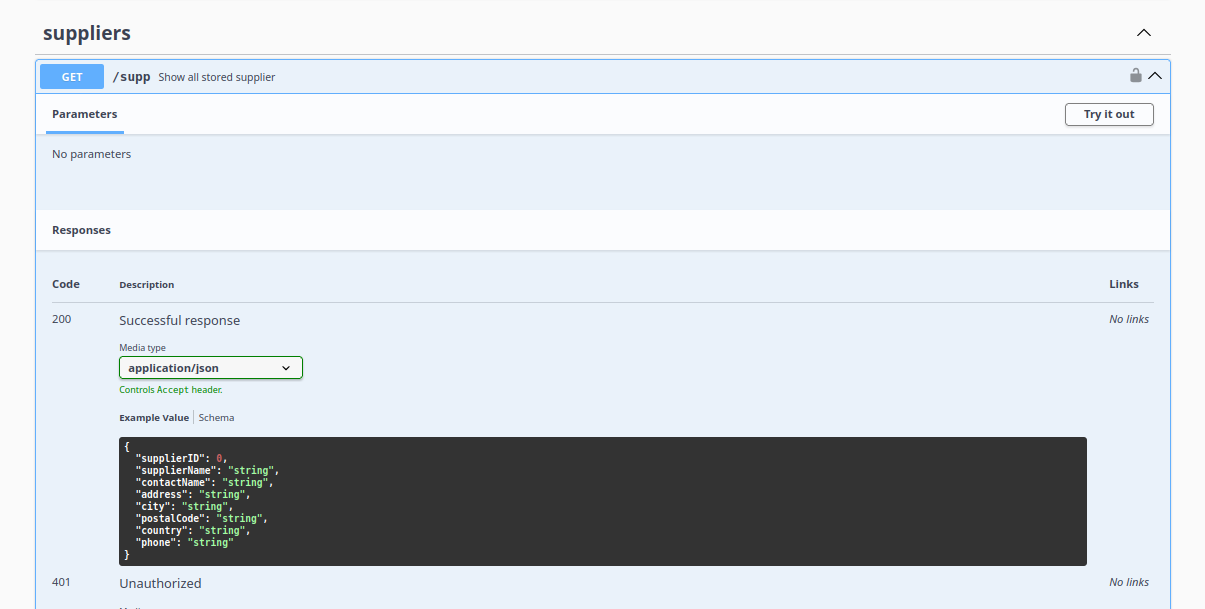 suppliers
GET /supp Show all stored supplier
Parameters
Try it out
No parameters
Responses
Code Description Links
200 Successful response No links
Media type
application/json
Controls Accept header.
Example Value Schema
{
"supplierID": 0,
"supplierName": "string",
"contactName": "string",
"address": "string",
"city": "string",
"postalCode": "string",
"country": "string",
"phone": "string"
}
401 Unauthorized No links